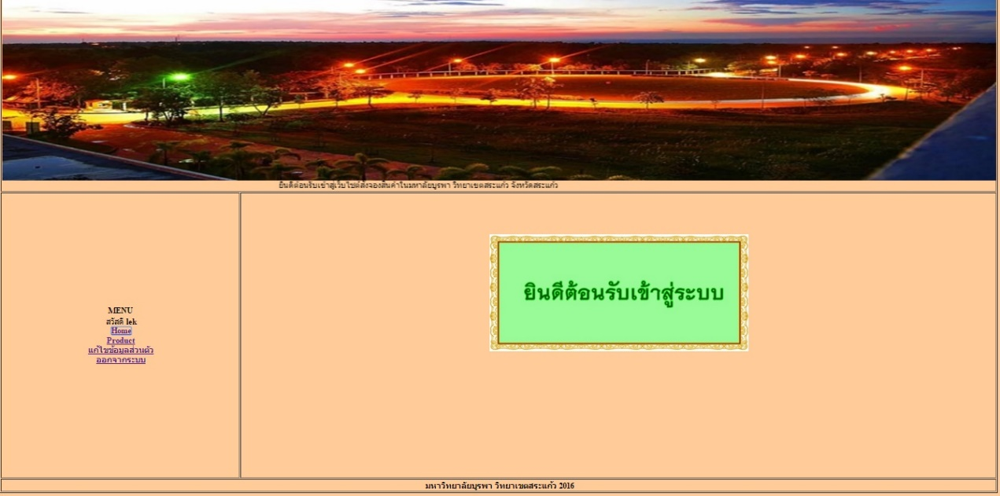 ยินดีต้อนรับเข้าสู่เว็บไซต์สั่งจองสินค้าในมหาลัยบูรพา วิทยาเขตสระแก้ว จังหวัดสระแก้ว
ยินดีต้อนรับเข้าสู่ระบบ
MENU
สวัสดี lek
Home
Product
แก้ไขข้อมูลส่วนตัว
ออกจากระบบ
มหาวิทยาลัยบูรพา วิทยาเขตสระแก้ว 2016